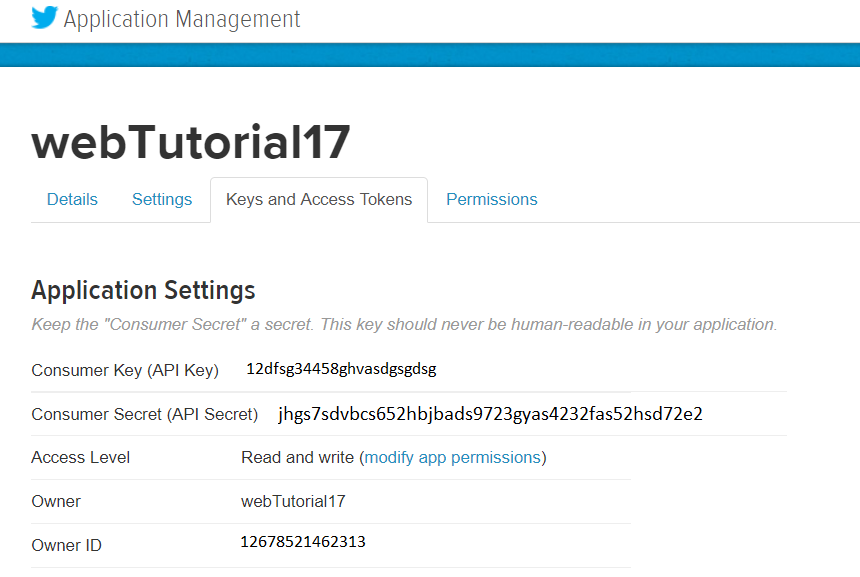 Application Management
webTutorial17
Details Settings Keys and Access Tokens Permissions
Application Settings
Keep the "Consumer Secret" a secret. This key should never be human-readable in your application.
Consumer Key (API Key) 12dfsg34458ghvasdgsgdsg
Consumer Secret (API Secret) jhgs7sdvbcs652hbjbads9723gyas4232fas52hsd72e2
Access Level Read and write (modify app permissions)
Owner webTutorial17
Owner ID 12678521462313